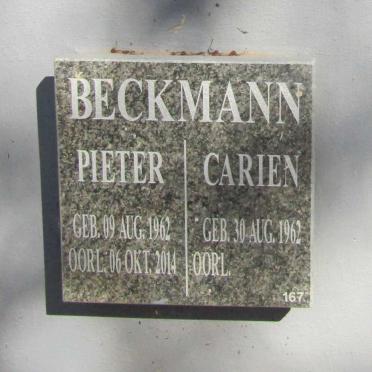 BECKMANN
PIETER
GEB. 09 AUG. 1962
OORL. 06 OKT. 2014
CARIEN
GEB. 30 AUG. 1962
OORL.
167